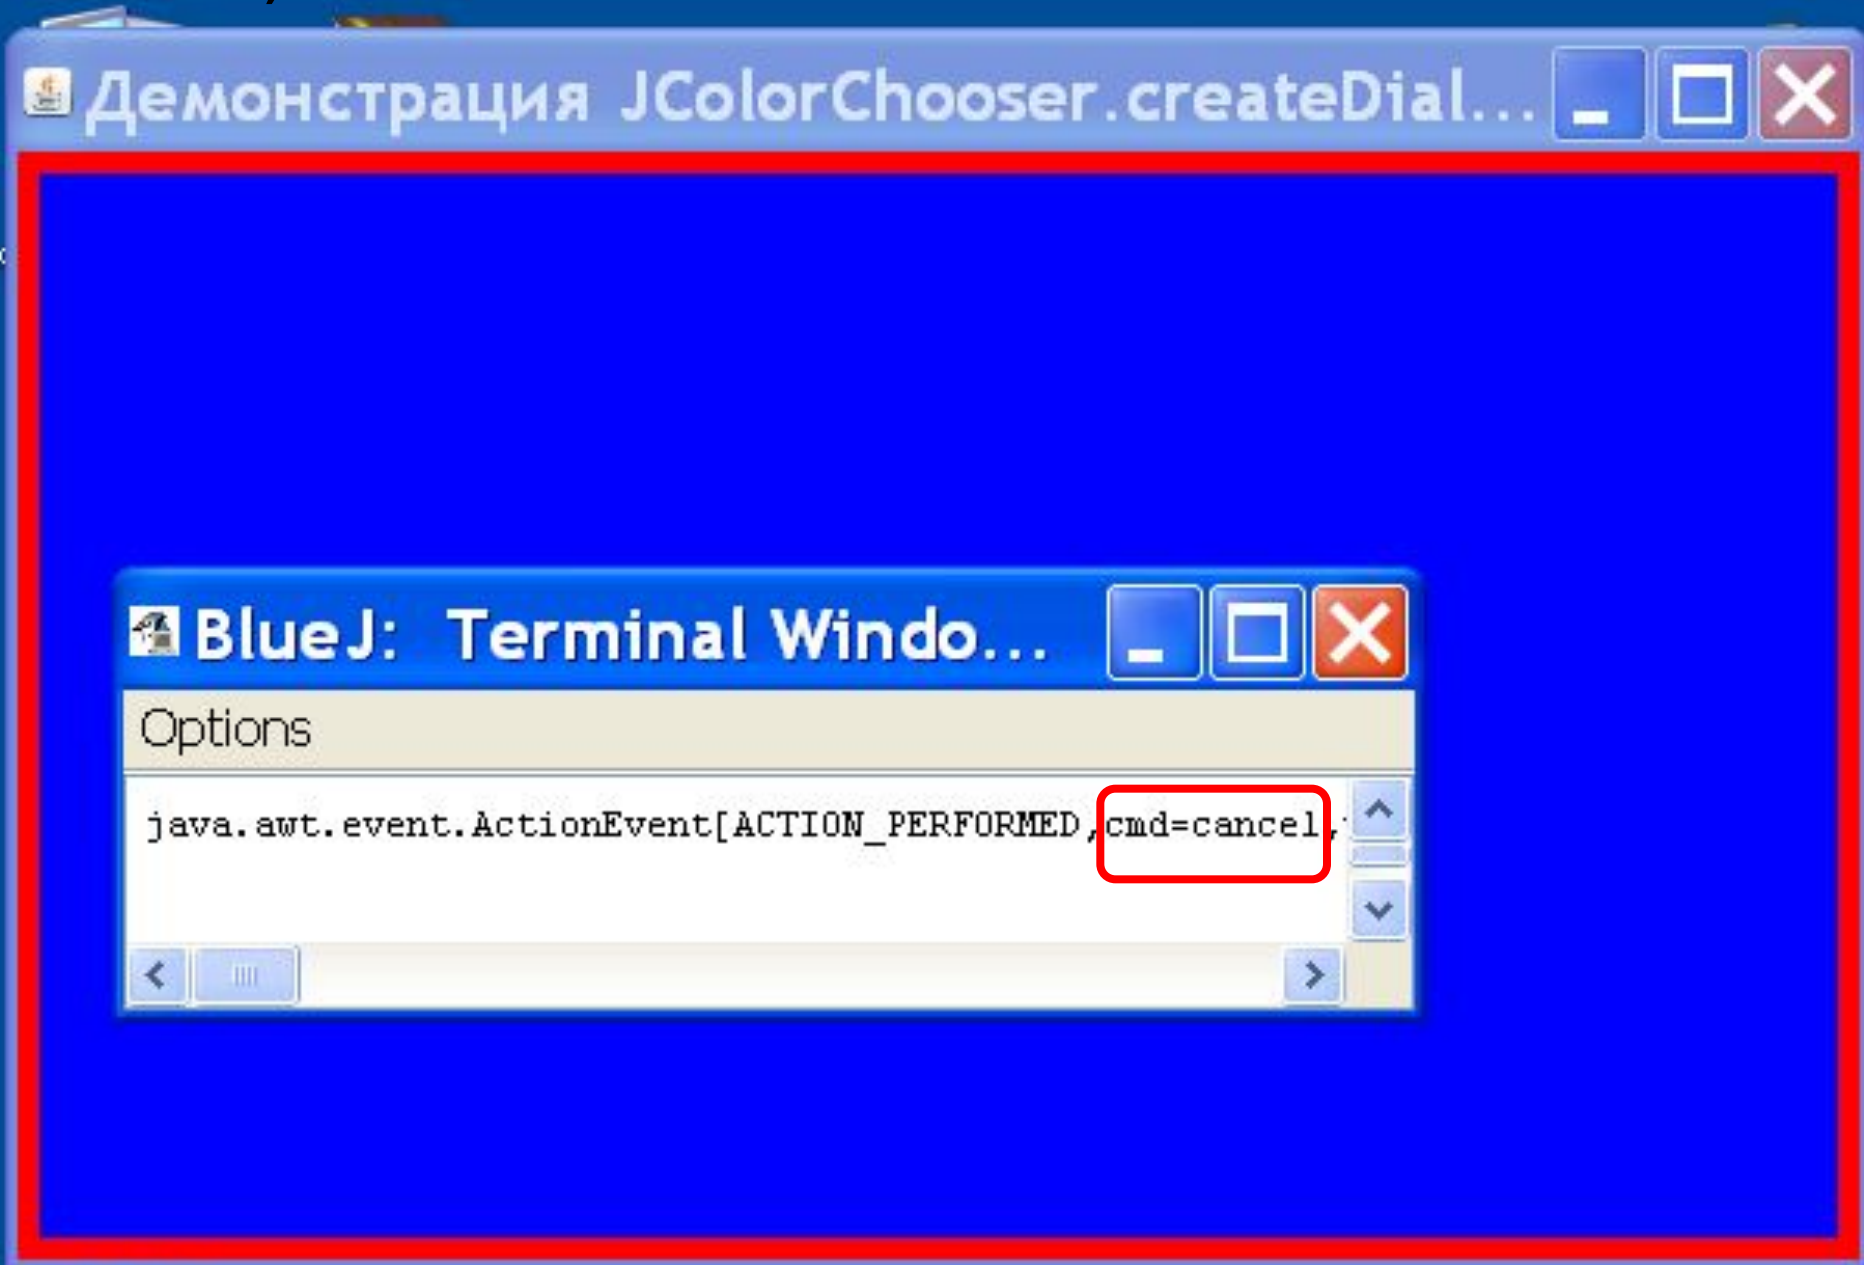 Демонстрация JColorChooser.createDial...
BlueJ: Terminal Windo...
Options
java.awt.event.ActionEvent[ACTION_PERFORMED,cmd=cancel,